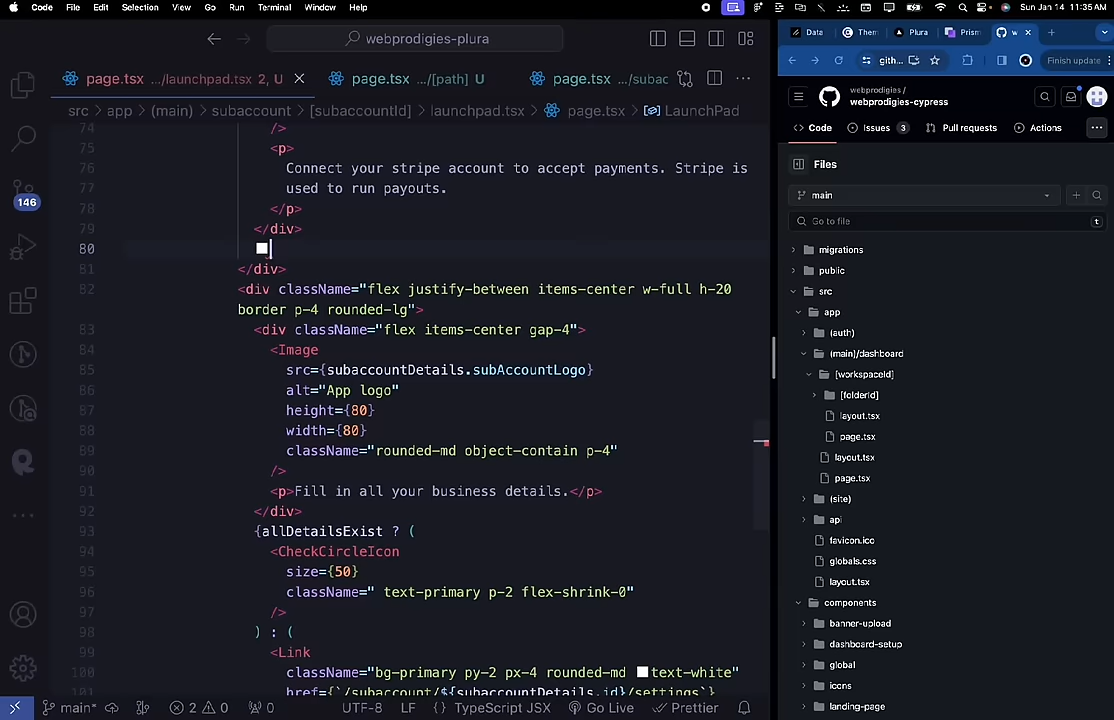 Code File Edit Selection View Go Run Terminal Window Help
Sun Jan 14 11:35 AM
webprodigies-plura
page.tsx .../launchpad.tsx 2, U
page.tsx .../[path] U
page.tsx .../subac
src > app > (main) > subaccount > [subaccountId] > launchpad.tsx > page.tsx > LaunchPad
74 />
75 <p>
76 Connect your stripe account to accept payments. Stripe is
77 used to run payouts.
78 </p>
79 </div>
80
81 </div>
82 <div className="flex justify-between items-center w-full h-20
border p-4 rounded-lg">
83 <div className="flex items-center gap-4">
84 <Image
85 src={subaccountDetails.subAccountLogo}
86 alt="App logo"
87 height={80}
88 width={80}
89 className="rounded-md object-contain p-4"
90 />
91 <p>Fill in all your business details.</p>
92 </div>
93 {allDetailsExist ? (
94 <CheckCircleIcon
95 size={50}
96 className=" text-primary p-2 flex-shrink-0"
97 />
98 ) : (
99 <Link
100 className="bg-primary py-2 px-4 rounded-md text-white"
101 href={`/subaccount/${subaccountDetails.id}/settings`}
146
main* 2 0 0 UTF-8 LF {} TypeScript JSX Go Live Prettier
Data Them Plura Prism w
gith... Finish update
webprodigies /
webprodigies-cypress
Code Issues 3 Pull requests Actions
Files
main
Go to file t
migrations
public
src
app
(auth)
(main)/dashboard
[workspaceId]
[folderId]
layout.tsx
page.tsx
layout.tsx
page.tsx
(site)
api
favicon.ico
globals.css
layout.tsx
components
banner-upload
dashboard-setup
global
icons
landing-page